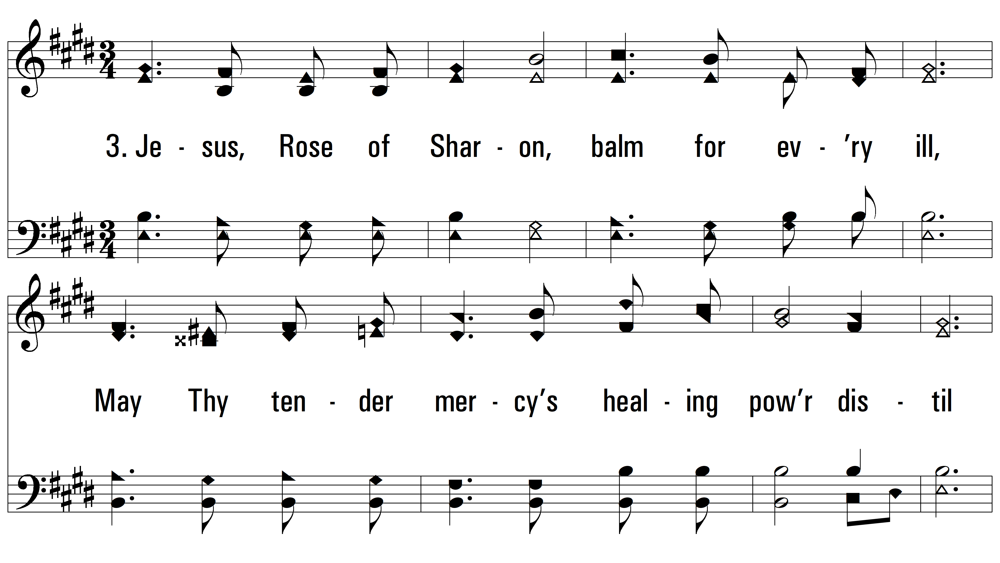 3. Je - sus, Rose of Shar - on, balm for ev - ’ry ill,
May Thy ten - der mer - cy’s heal - ing pow’r dis - til